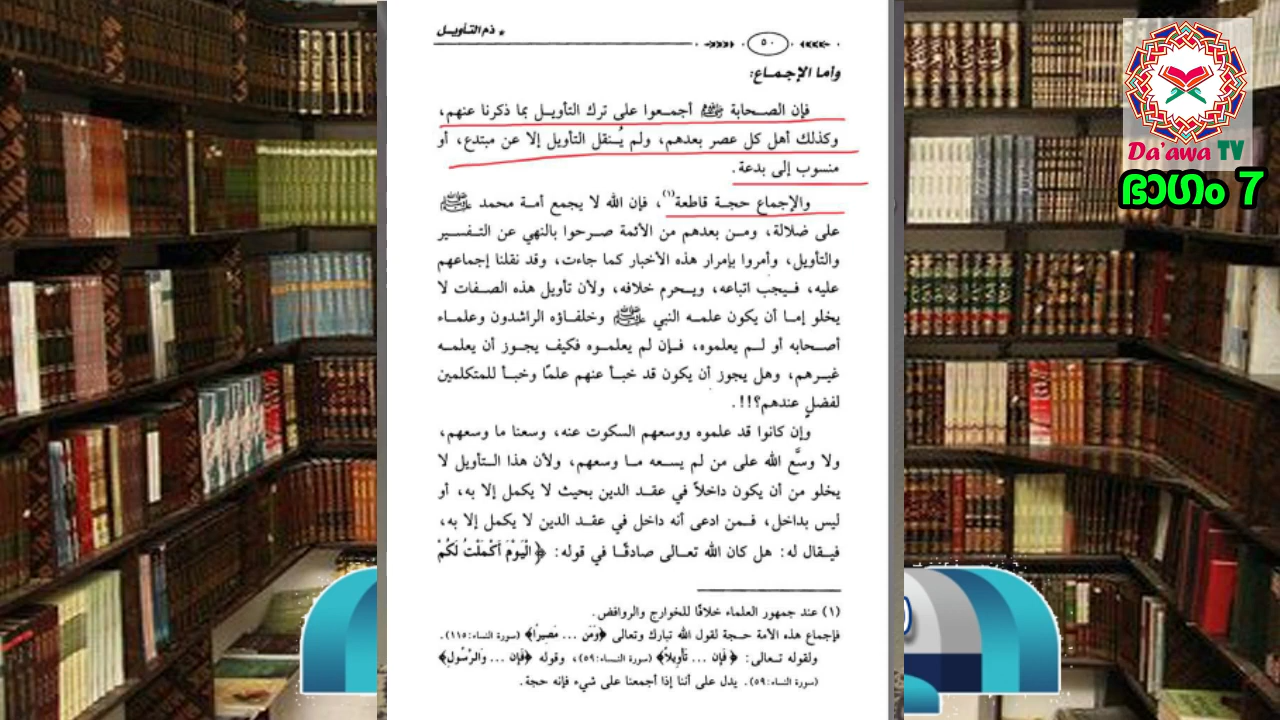 * ذم التأويل
٥٠
وأما الإجماع:
فإن الصحابة ﷺ أجمعوا على ترك التأويل بما ذكرنا عنهم،
وكذلك أهل كل عصر بعدهم، ولم يُنقل التأويل إلا عن مبتدع، أو
منسوب إلى بدعة.
والإجماع حجة قاطعة(١)، فإن الله لا يجمع أمة محمد ﷺ
على ضلالة، ومن بعدهم من الأئمة صرحوا بالنهي عن التفسير
والتأويل، وأمروا بإمرار هذه الأخبار كما جاءت، وقد نقلنا إجماعهم
عليه، فيجب اتباعه، ويحرم خلافه، ولأن تأويل هذه الصفات لا
يخلو إما أن يكون علمه النبي ﷺ وخلفاؤه الراشدون وعلماء
أصحابه أو لم يعلموه، فإن لم يعلموه فكيف يجوز أن يعلمه
غيرهم، وهل يجوز أن يكون قد خبأ عنهم علمًا وخبأ للمتكلمين
لفضلٍ عندهم؟!!.
وإن كانوا قد علموه ووسعهم السكوت عنه، وسعنا ما وسعهم،
ولا وسَّع الله على من لم يسعه ما وسعهم، ولأن هذا التأويل لا
يخلو من أن يكون داخلاً في عقد الدين بحيث لا يكمل إلا به، أو
ليس بداخل، فمن ادعى أنه داخل في عقد الدين لا يكمل إلا به،
فيقال له: هل كان الله تعالى صادقًا في قوله: ﴿الْيَوْمَ أَكْمَلْتُ لَكُمْ
(١) عند جمهور العلماء خلافًا للخوارج والروافض.
فإجماع هذه الأمة حجة لقول الله تبارك وتعالى ﴿وَمَن ... مَصِيرًا﴾ (سورة النساء:١١٥).
ولقوله تعالى: ﴿فَإِن ... تَأْوِيلاً﴾ (سورة النساء:٥٩)، وقوله ﴿فَإِن ... وَالرَّسُولِ﴾
(سورة النساء:٥٩). يدل على أننا إذا أجمعنا على شيء فإنه حجة.
Da'awa TV
ഭാഗം 7